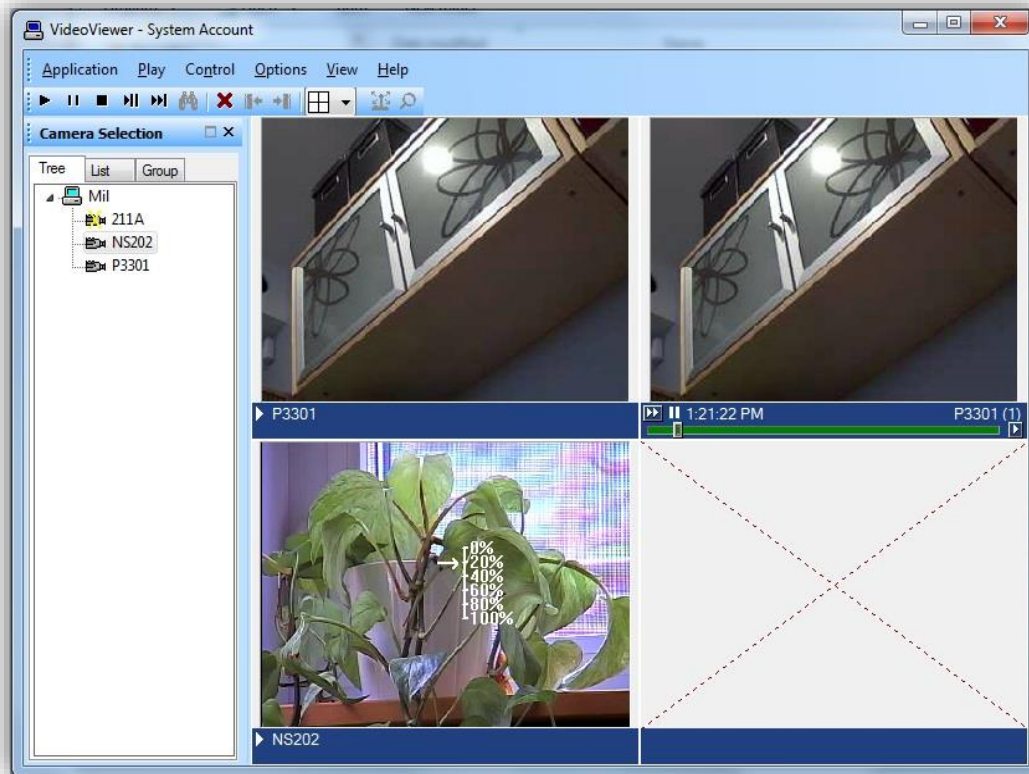 VideoViewer - System Account
Application Play Control Options View Help
Camera Selection
Tree List Group
Mil
211A
NS202
P3301
P3301
1:21:22 PM P3301 (1)
0%
20%
40%
60%
80%
100%
NS202